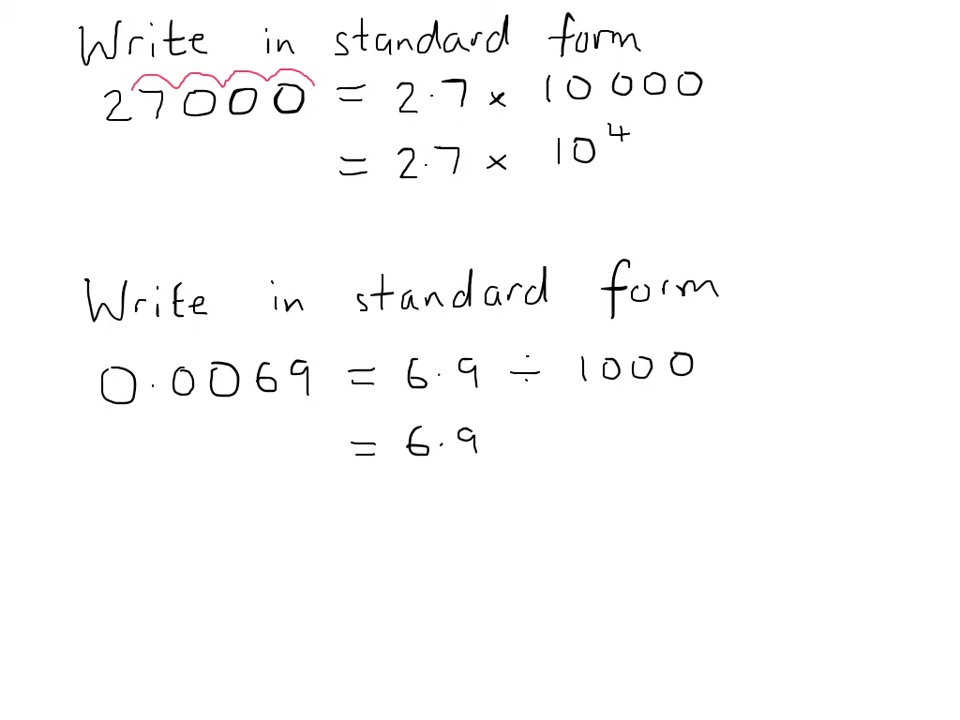 Write in standard form
27000 = 2.7 × 10 000
= 2.7 × 10⁴
Write in standard form
0.0069 = 6.9 ÷ 1000
= 6.9